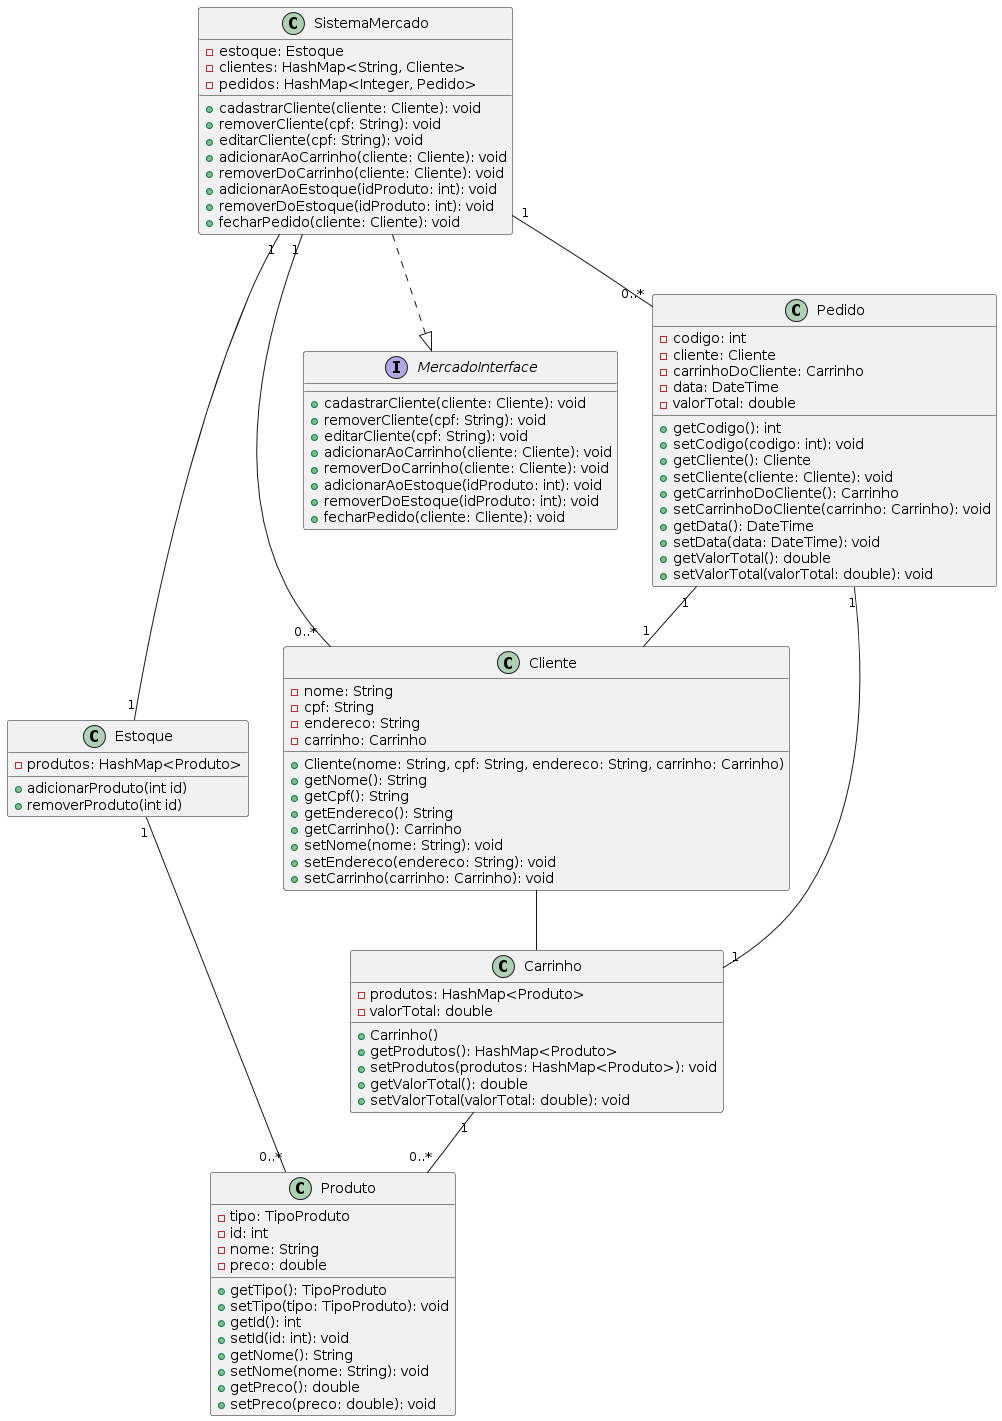 C SistemaMercado
estoque: Estoque
clientes: HashMap<String, Cliente>
pedidos: HashMap<Integer, Pedido>
cadastrarCliente(cliente: Cliente): void
removerCliente(cpf: String): void
editarCliente(cpf: String): void
adicionarAoCarrinho(cliente: Cliente): void
removerDoCarrinho(cliente: Cliente): void
adicionarAoEstoque(idProduto: int): void
removerDoEstoque(idProduto: int): void
fecharPedido(cliente: Cliente): void
1
1
1
0..*
I MercadoInterface
cadastrarCliente(cliente: Cliente): void
removerCliente(cpf: String): void
editarCliente(cpf: String): void
adicionarAoCarrinho(cliente: Cliente): void
removerDoCarrinho(cliente: Cliente): void
adicionarAoEstoque(idProduto: int): void
removerDoEstoque(idProduto: int): void
fecharPedido(cliente: Cliente): void
C Pedido
codigo: int
cliente: Cliente
carrinhoDoCliente: Carrinho
data: DateTime
valorTotal: double
getCodigo(): int
setCodigo(codigo: int): void
getCliente(): Cliente
setCliente(cliente: Cliente): void
getCarrinhoDoCliente(): Carrinho
setCarrinhoDoCliente(carrinho: Carrinho): void
getData(): DateTime
setData(data: DateTime): void
getValorTotal(): double
setValorTotal(valorTotal: double): void
1
1
0..*
1
1
C Cliente
nome: String
cpf: String
endereco: String
carrinho: Carrinho
Cliente(nome: String, cpf: String, endereco: String, carrinho: Carrinho)
getNome(): String
getCpf(): String
getEndereco(): String
getCarrinho(): Carrinho
setNome(nome: String): void
setEndereco(endereco: String): void
setCarrinho(carrinho: Carrinho): void
C Estoque
produtos: HashMap<Produto>
adicionarProduto(int id)
removerProduto(int id)
1
1
C Carrinho
produtos: HashMap<Produto>
valorTotal: double
Carrinho()
getProdutos(): HashMap<Produto>
setProdutos(produtos: HashMap<Produto>): void
getValorTotal(): double
setValorTotal(valorTotal: double): void
1
0..*
0..*
C Produto
tipo: TipoProduto
id: int
nome: String
preco: double
getTipo(): TipoProduto
setTipo(tipo: TipoProduto): void
getId(): int
setId(id: int): void
getNome(): String
setNome(nome: String): void
getPreco(): double
setPreco(preco: double): void